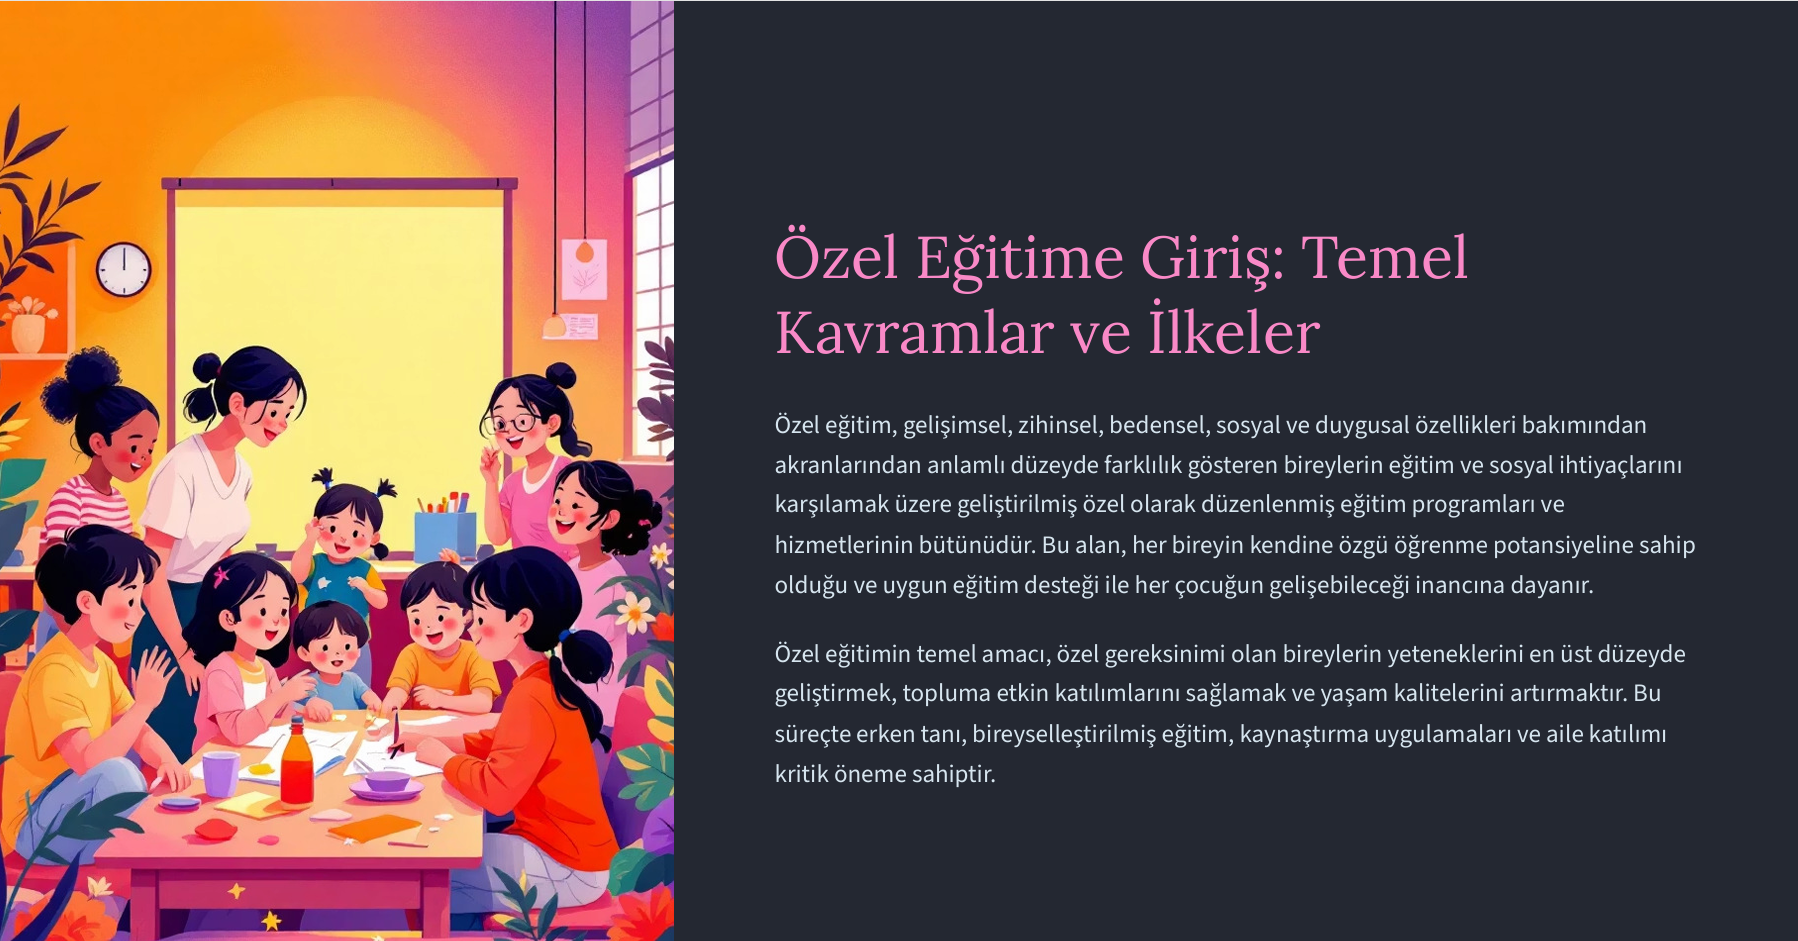 Özel Eğitime Giriş: Temel
Kavramlar ve İlkeler
Özel eğitim, gelişimsel, zihinsel, bedensel, sosyal ve duygusal özellikleri bakımından
akranlarından anlamlı düzeyde farklılık gösteren bireylerin eğitim ve sosyal ihtiyaçlarını
karşılamak üzere geliştirilmiş özel olarak düzenlenmiş eğitim programları ve
hizmetlerinin bütünüdür. Bu alan, her bireyin kendine özgü öğrenme potansiyeline sahip
olduğu ve uygun eğitim desteği ile her çocuğun gelişebileceği inancına dayanır.
Özel eğitimin temel amacı, özel gereksinimi olan bireylerin yeteneklerini en üst düzeyde
geliştirmek, topluma etkin katılımlarını sağlamak ve yaşam kalitelerini artırmaktır. Bu
süreçte erken tanı, bireyselleştirilmiş eğitim, kaynaştırma uygulamaları ve aile katılımı
kritik öneme sahiptir.